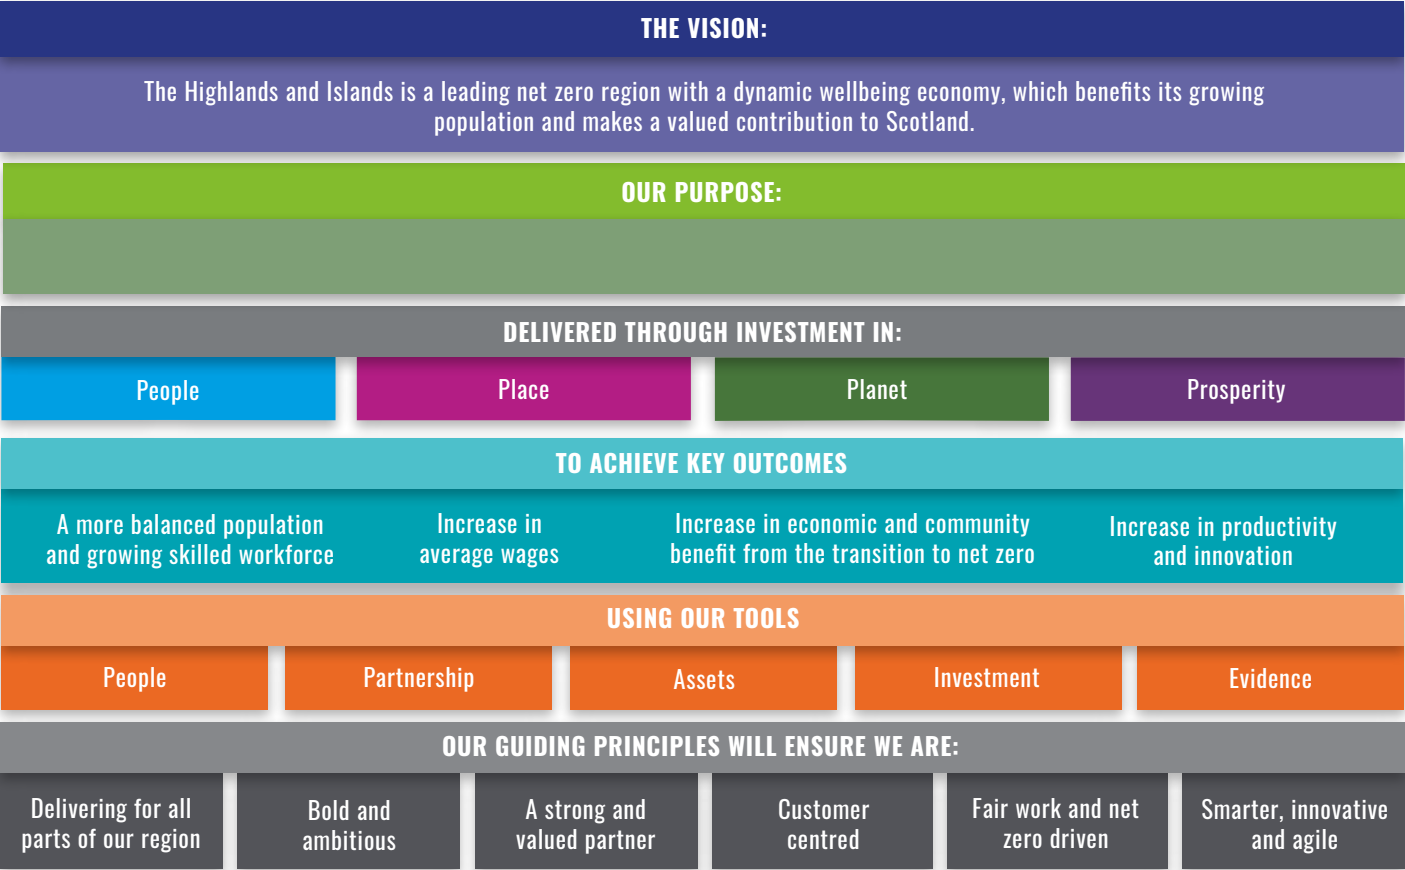 THE VISION:
The Highlands and Islands is a leading net zero region with a dynamic wellbeing economy, which benefits its growing
population and makes a valued contribution to Scotland.
OUR PURPOSE:
DELIVERED THROUGH INVESTMENT IN:
People
Place
Planet
Prosperity
TO ACHIEVE KEY OUTCOMES
A more balanced population
and growing skilled workforce
Increase in
average wages
Increase in economic and community
benefit from the transition to net zero
Increase in productivity
and innovation
USING OUR TOOLS
People
Partnership
Assets
Investment
Evidence
OUR GUIDING PRINCIPLES WILL ENSURE WE ARE:
Delivering for all
parts of our region
Bold and
ambitious
A strong and
valued partner
Customer
centred
Fair work and net
zero driven
Smarter, innovative
and agile